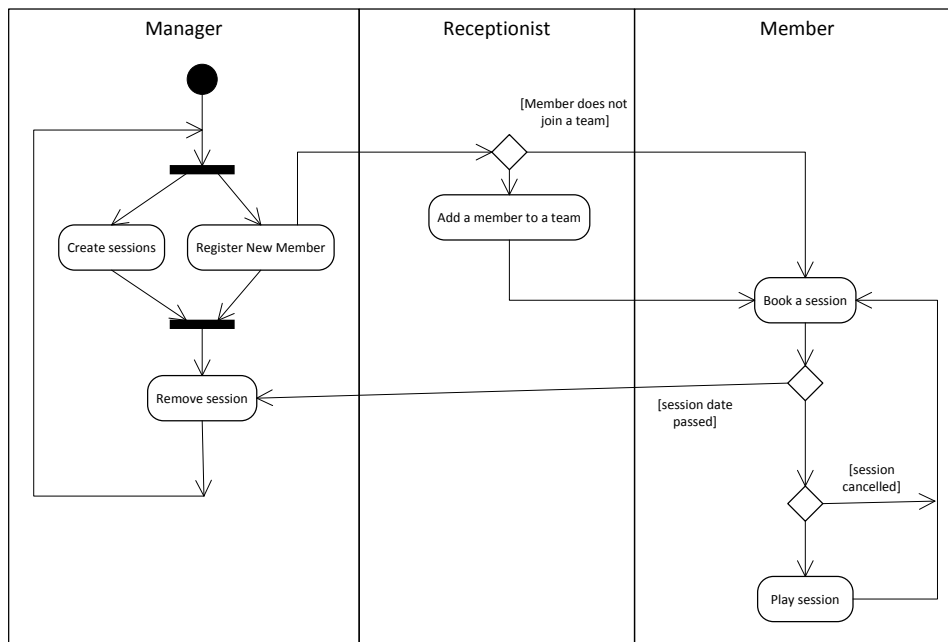 Manager
Receptionist
Member
[Member does not
join a team]
Create sessions
Register New Member
Add a member to a team
Book a session
Remove session
[session date
passed]
[session
cancelled]
Play session